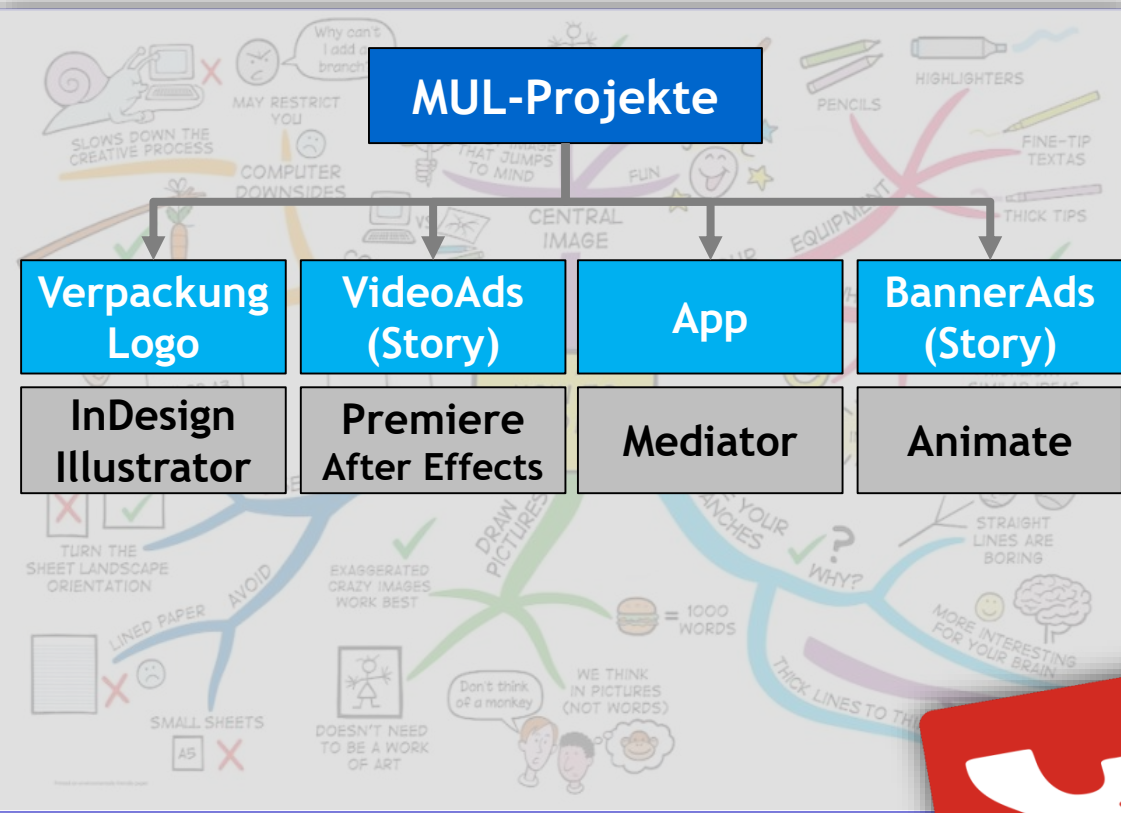 Why can't
I add a
branch?
MAY RESTRICT
YOU
SLOWS DOWN THE
CREATIVE PROCESS
COMPUTER
DOWNSIDES
MUL-Projekte
THAT JUMPS
TO MIND
FUN
CENTRAL
IMAGE
VS
PENCILS
HIGHLIGHTERS
FINE-TIP
TEXTAS
THICK TIPS
EQUIPMENT
Verpackung
Logo
VideoAds
(Story)
App
BannerAds
(Story)
InDesign
Illustrator
Premiere
After Effects
Mediator
Animate
TURN THE
SHEET LANDSCAPE
ORIENTATION
AVOID
LINED PAPER
SMALL SHEETS
A5
DRAW
PICTURES
EXAGGERATED
CRAZY IMAGES
WORK BEST
= 1000
WORDS
DOESN'T NEED
TO BE A WORK
OF ART
Don't think
of a monkey
WE THINK
IN PICTURES
(NOT WORDS)
YOUR
?
WHY?
STRAIGHT
LINES ARE
BORING
MORE INTERESTING
FOR YOUR BRAIN
THICK LINES TO